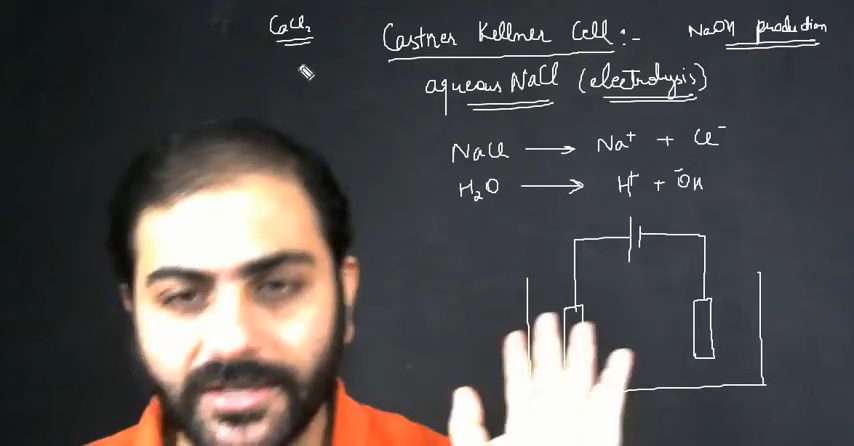 CaCl₂
Castner Kellner Cell :-
NaOH production
aqueous NaCl (electrolysis)
NaCl → Na⁺ + Cl⁻
H₂O → H⁺ + ⁻OH